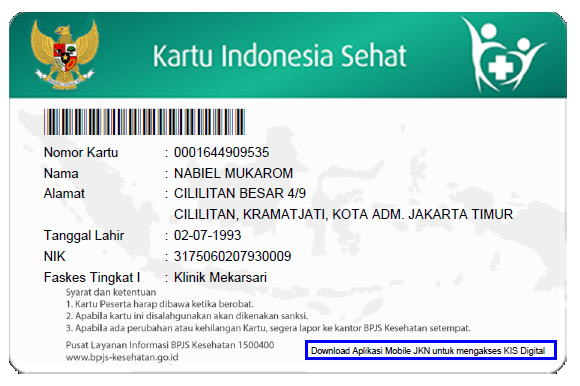 Kartu Indonesia Sehat
Nomor Kartu : 0001644909535
Nama : NABIEL MUKAROM
Alamat : CILILITAN BESAR 4/9
CILILITAN, KRAMATJATI, KOTA ADM. JAKARTA TIMUR
Tanggal Lahir : 02-07-1993
NIK : 3175060207930009
Faskes Tingkat I : Klinik Mekarsari
Syarat dan ketentuan
1. Kartu Peserta harap dibawa ketika berobat.
2. Apabila kartu ini disalahgunakan akan dikenakan sanksi.
3. Apabila ada perubahan atau kehilangan Kartu, segera lapor ke kantor BPJS Kesehatan setempat.
Pusat Layanan Informasi BPJS Kesehatan 1500400
www.bpjs-kesehatan.go.id
Download Aplikasi Mobile JKN untuk mengakses KIS Digital